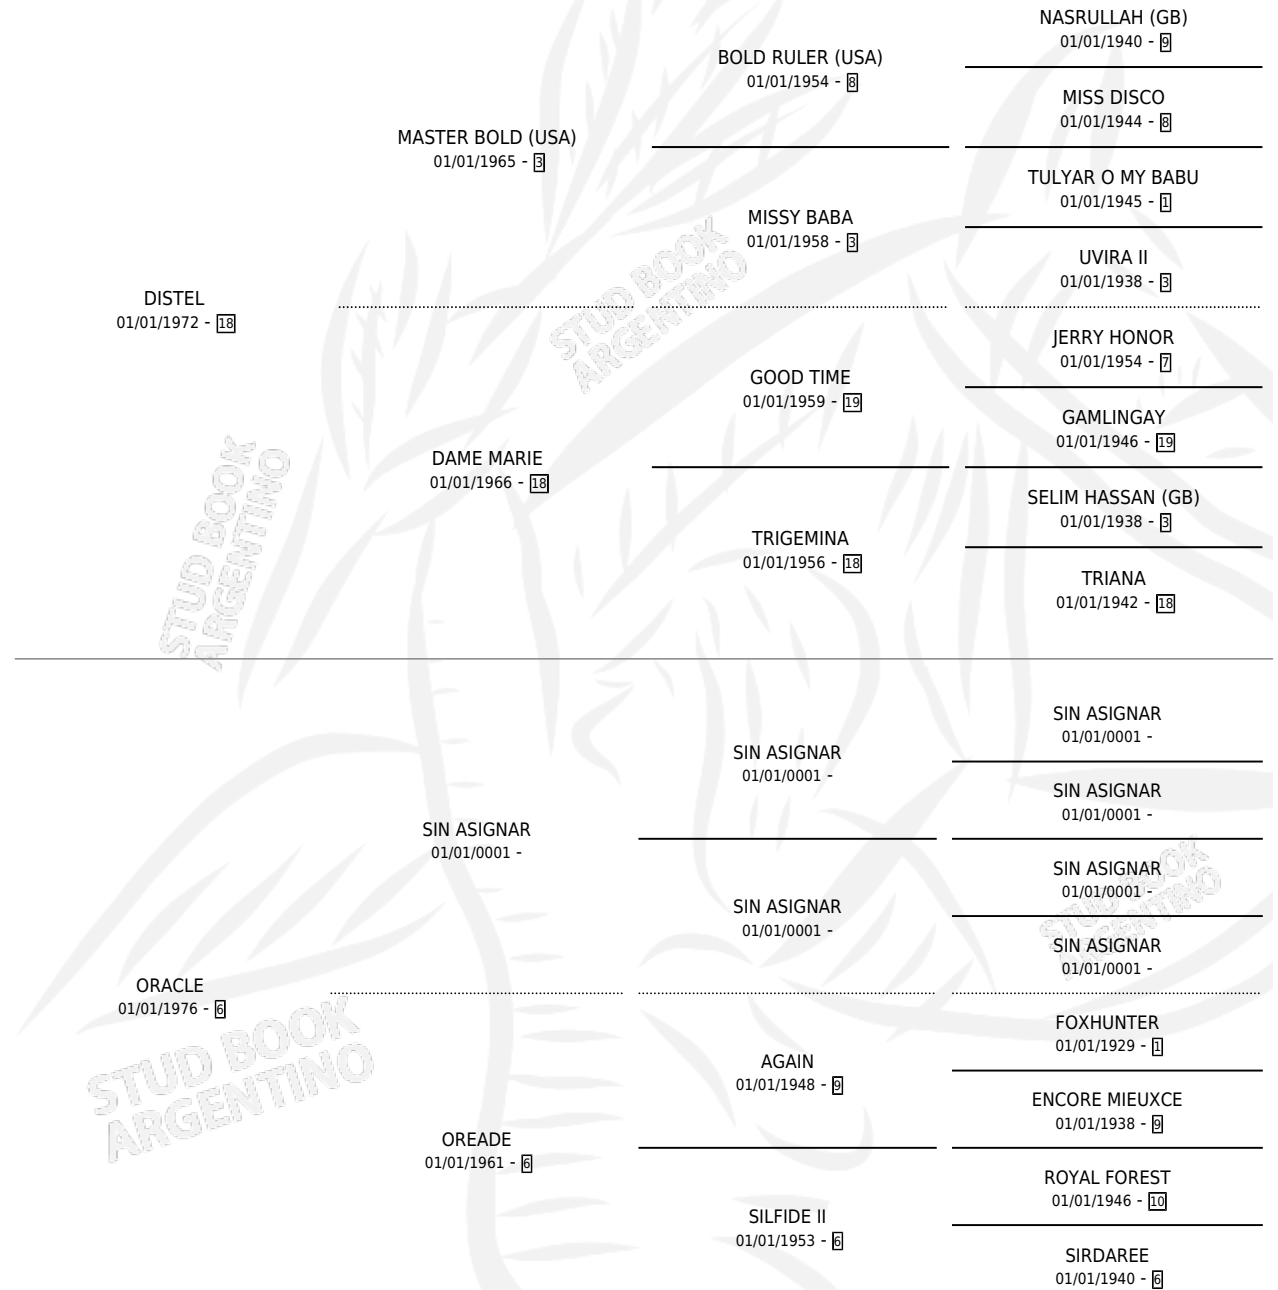 NASRULLAH (GB)
01/01/1940 - 9
BOLD RULER (USA)
01/01/1954 - 8
MISS DISCO
01/01/1944 - 8
MASTER BOLD (USA)
01/01/1965 - 3
TULYAR O MY BABU
01/01/1945 - 1
MISSY BABA
01/01/1958 - 3
UVIRA II
01/01/1938 - 3
DISTEL
01/01/1972 - 18
JERRY HONOR
01/01/1954 - 7
GOOD TIME
01/01/1959 - 19
GAMLINGAY
01/01/1946 - 19
DAME MARIE
01/01/1966 - 18
SELIM HASSAN (GB)
01/01/1938 - 3
TRIGEMINA
01/01/1956 - 18
TRIANA
01/01/1942 - 18
SIN ASIGNAR
01/01/0001 -
SIN ASIGNAR
01/01/0001 -
SIN ASIGNAR
01/01/0001 -
SIN ASIGNAR
01/01/0001 -
SIN ASIGNAR
01/01/0001 -
SIN ASIGNAR
01/01/0001 -
SIN ASIGNAR
01/01/0001 -
ORACLE
01/01/1976 - 6
FOXHUNTER
01/01/1929 - 1
AGAIN
01/01/1948 - 9
ENCORE MIEUXCE
01/01/1938 - 9
OREADE
01/01/1961 - 6
ROYAL FOREST
01/01/1946 - 10
SILFIDE II
01/01/1953 - 6
SIRDAREE
01/01/1940 - 6
STUD BOOK
ARGENTINO
STUD BOOK
ARGENTINO
STUD BOOK
ARGENTINO
STUD BOOK
ARGENTINO